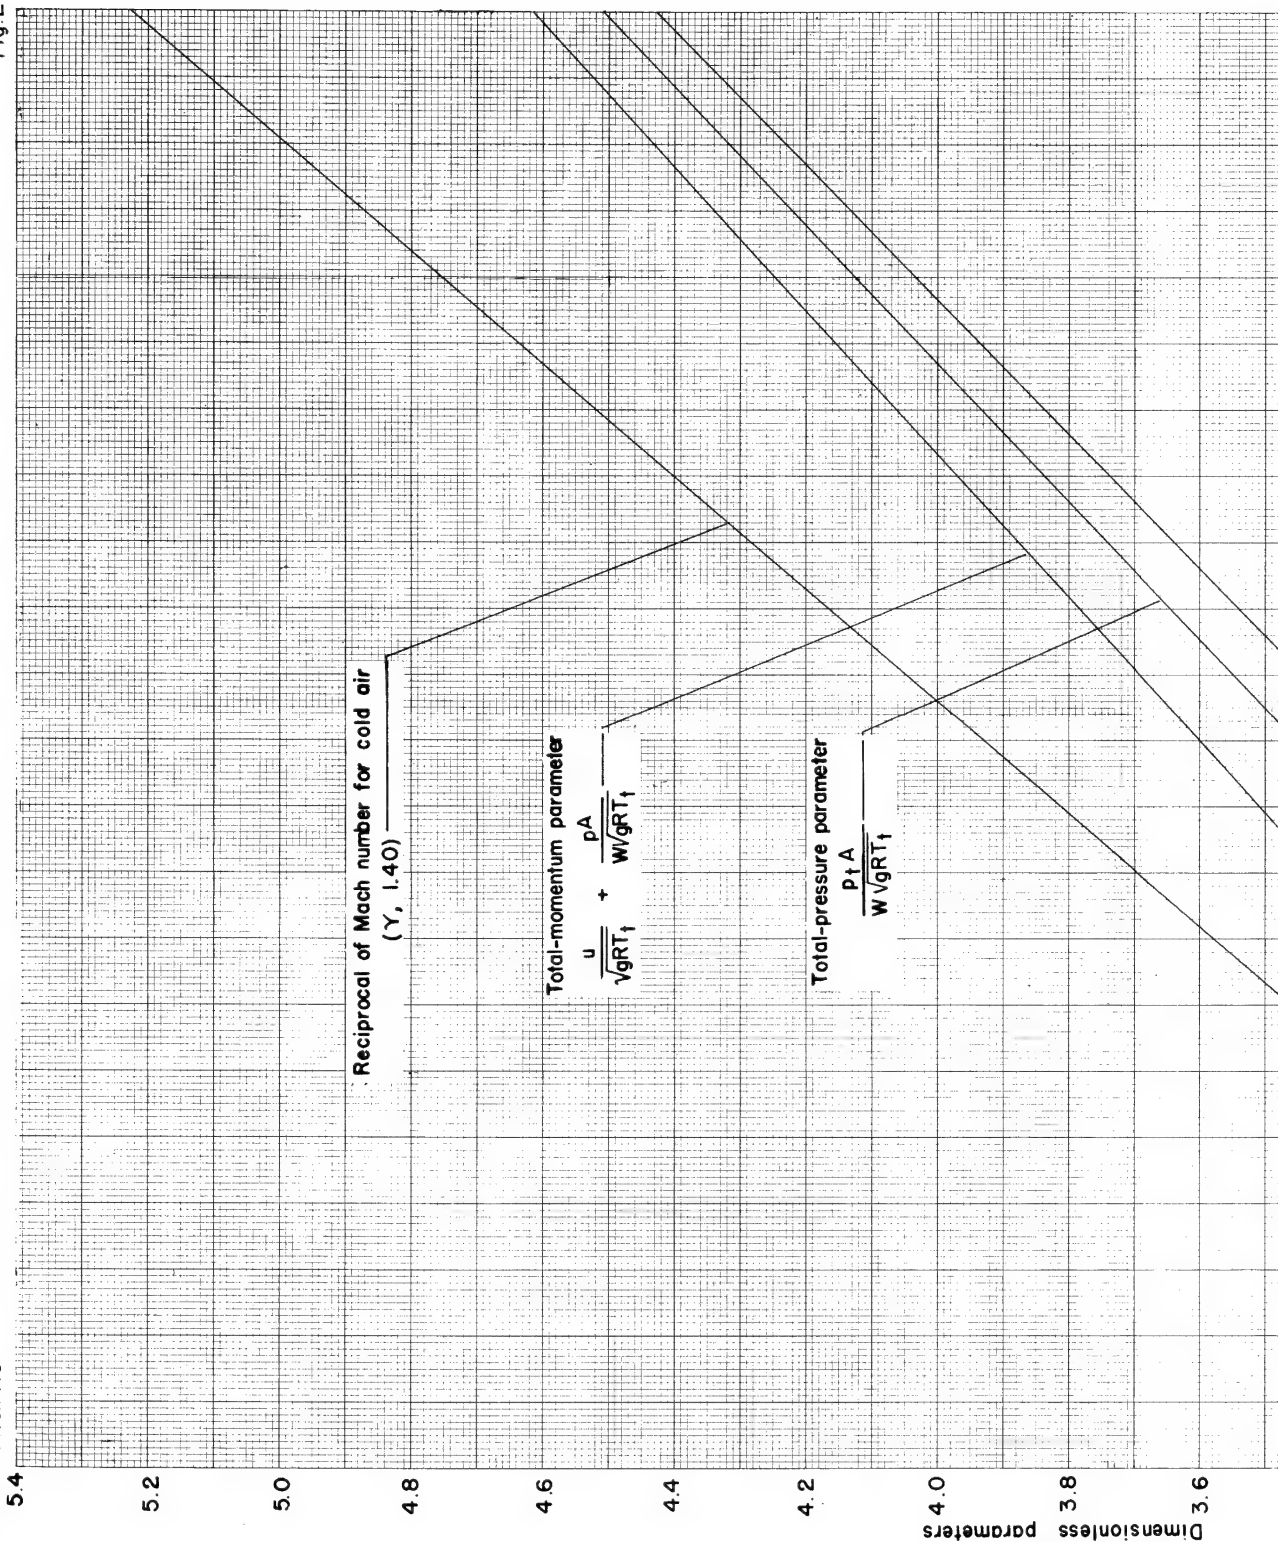 5.4
5.2
5.0
4.8
4.6
4.4
4.2
4.0
3.8
3.6
Dimensionless
parameters
Reciprocal of Mach number for cold air
(γ, 1.40)
Total-momentum parameter
u/√gRTt + pA/W√gRTt
Total-pressure parameter
ptA/W√gRTt